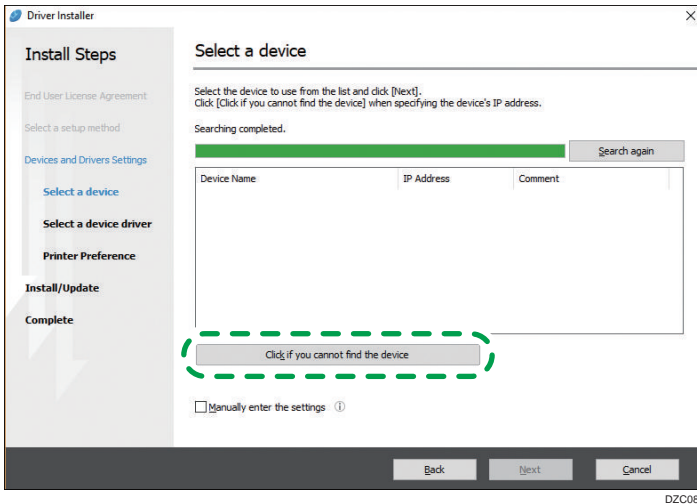 Driver Installer
Install Steps
End User License Agreement
Select a setup method
Devices and Drivers Settings
Select a device
Select a device driver
Printer Preference
Install/Update
Complete
Select a device
Select the device to use from the list and click [Next].
Click [Click if you cannot find the device] when specifying the device's IP address.
Searching completed.
Search again
Device Name IP Address Comment
Click if you cannot find the device
Manually enter the settings
Back Next Cancel